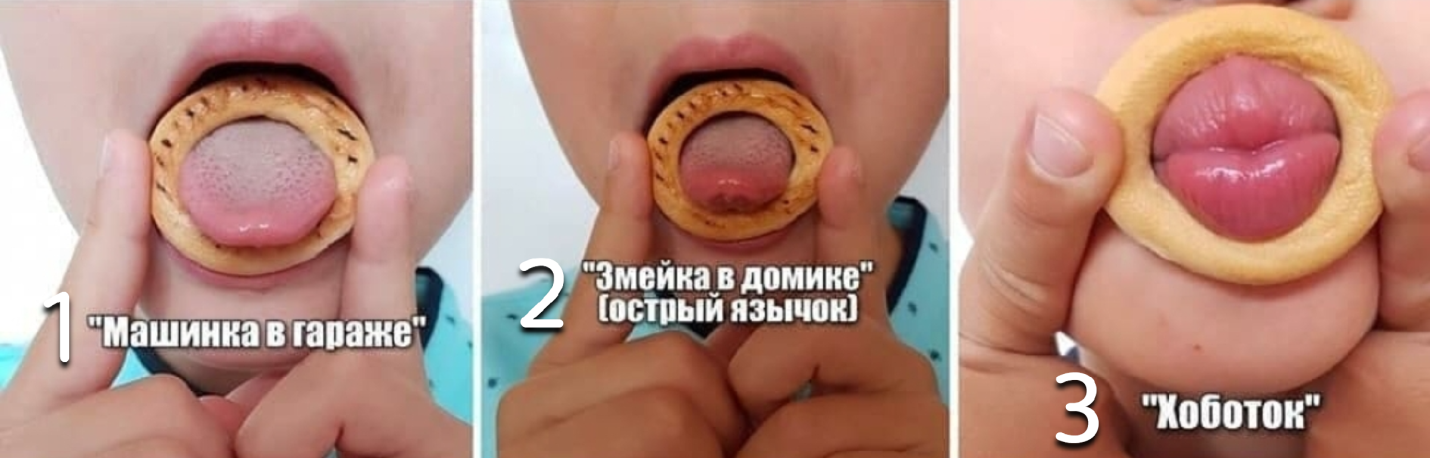 1
"Машинка в гараже"
2
"Змейка в домике"
(острый язычок)
3
"Хоботок"